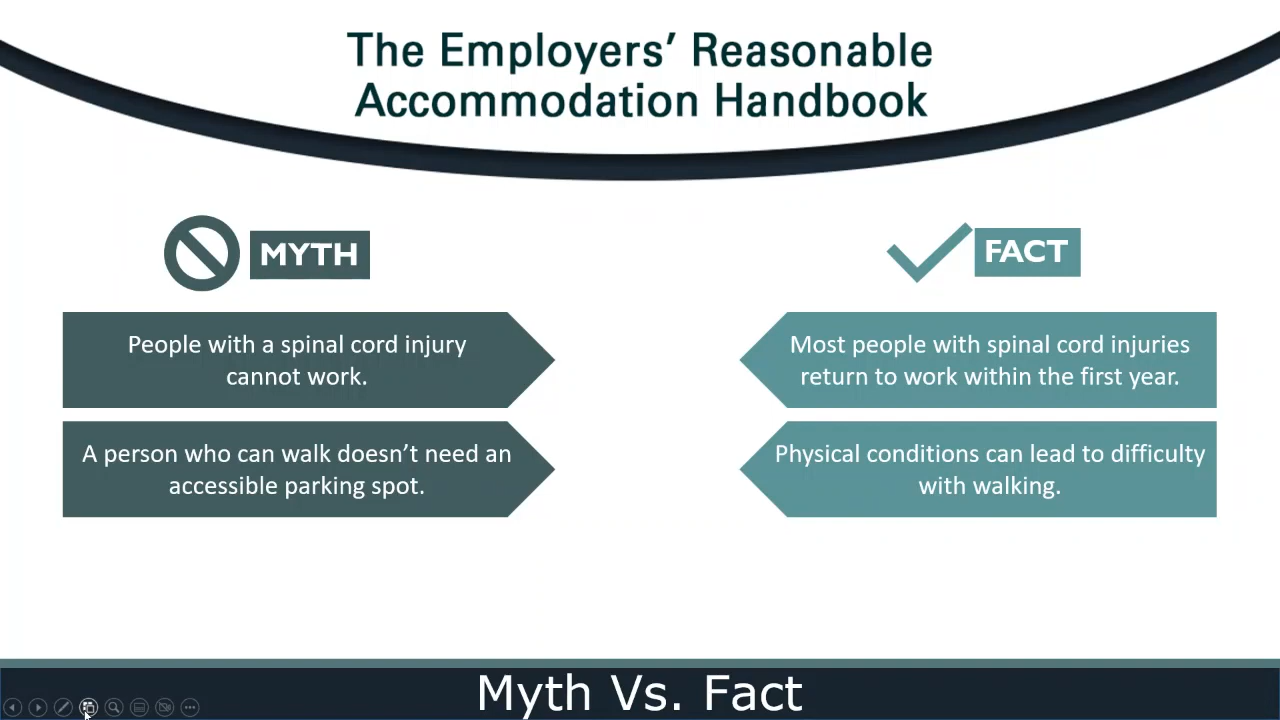 The Employers’ Reasonable
Accommodation Handbook
MYTH
FACT
People with a spinal cord injury
cannot work.
Most people with spinal cord injuries
return to work within the first year.
A person who can walk doesn’t need an
accessible parking spot.
Physical conditions can lead to difficulty
with walking.
Myth Vs. Fact